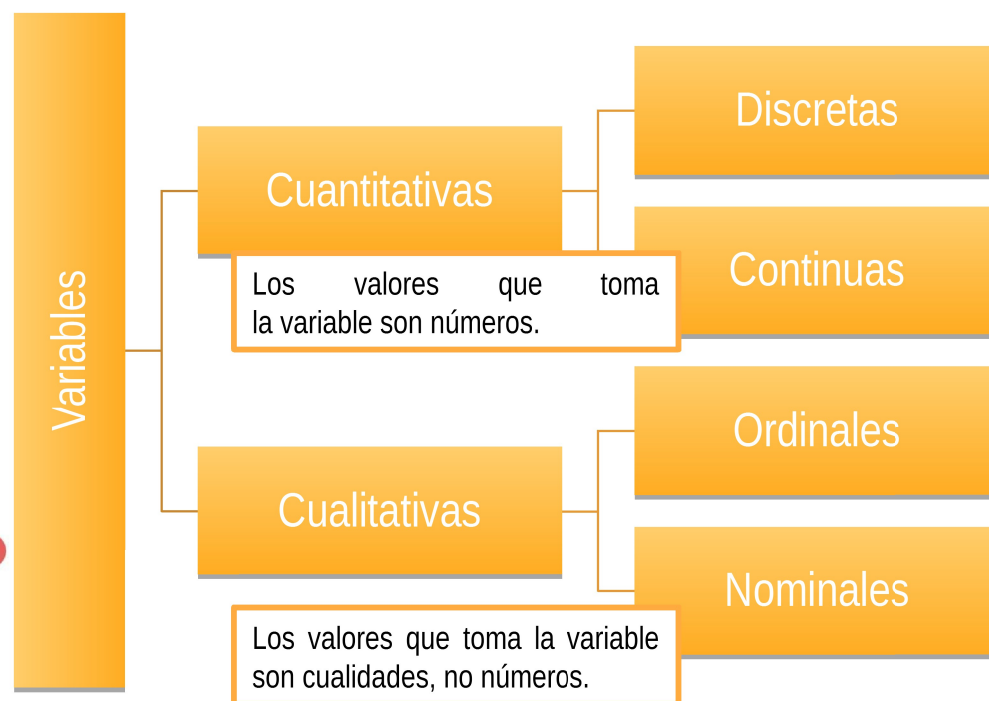 Variables
Cuantitativas
Los valores que toma
la variable son números.
Discretas
Continuas
Cualitativas
Los valores que toma la variable
son cualidades, no números.
Ordinales
Nominales